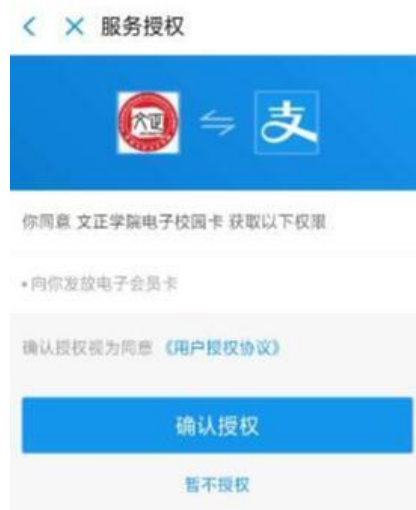 服务授权
文正
支
你同意 文正学院电子校园卡 获取以下权限
•向你发放电子会员卡
确认授权视为同意《用户授权协议》
确认授权
暂不授权